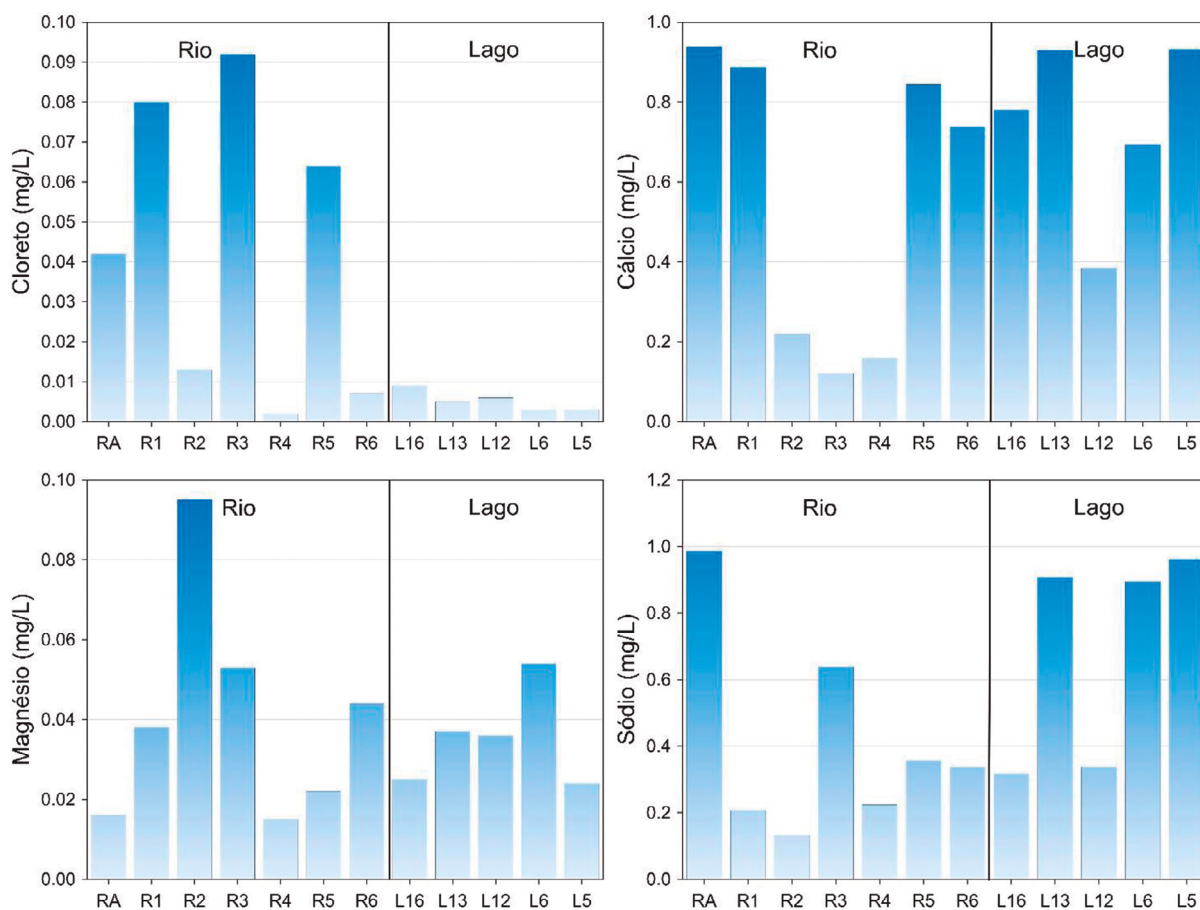 Cloreto (mg/L)
0.10
0.09
0.08
0.07
0.06
0.05
0.04
0.03
0.02
0.01
0.00
Rio
Lago
RA R1 R2 R3 R4 R5 R6 L16 L13 L12 L6 L5
Cálcio (mg/L)
1.0
0.8
0.6
0.4
0.2
0.0
Rio
Lago
RA R1 R2 R3 R4 R5 R6 L16 L13 L12 L6 L5
Magnésio (mg/L)
0.10
0.08
0.06
0.04
0.02
0.00
Rio
Lago
RA R1 R2 R3 R4 R5 R6 L16 L13 L12 L6 L5
Sódio (mg/L)
1.2
1.0
0.8
0.6
0.4
0.2
0.0
Rio
Lago
RA R1 R2 R3 R4 R5 R6 L16 L13 L12 L6 L5